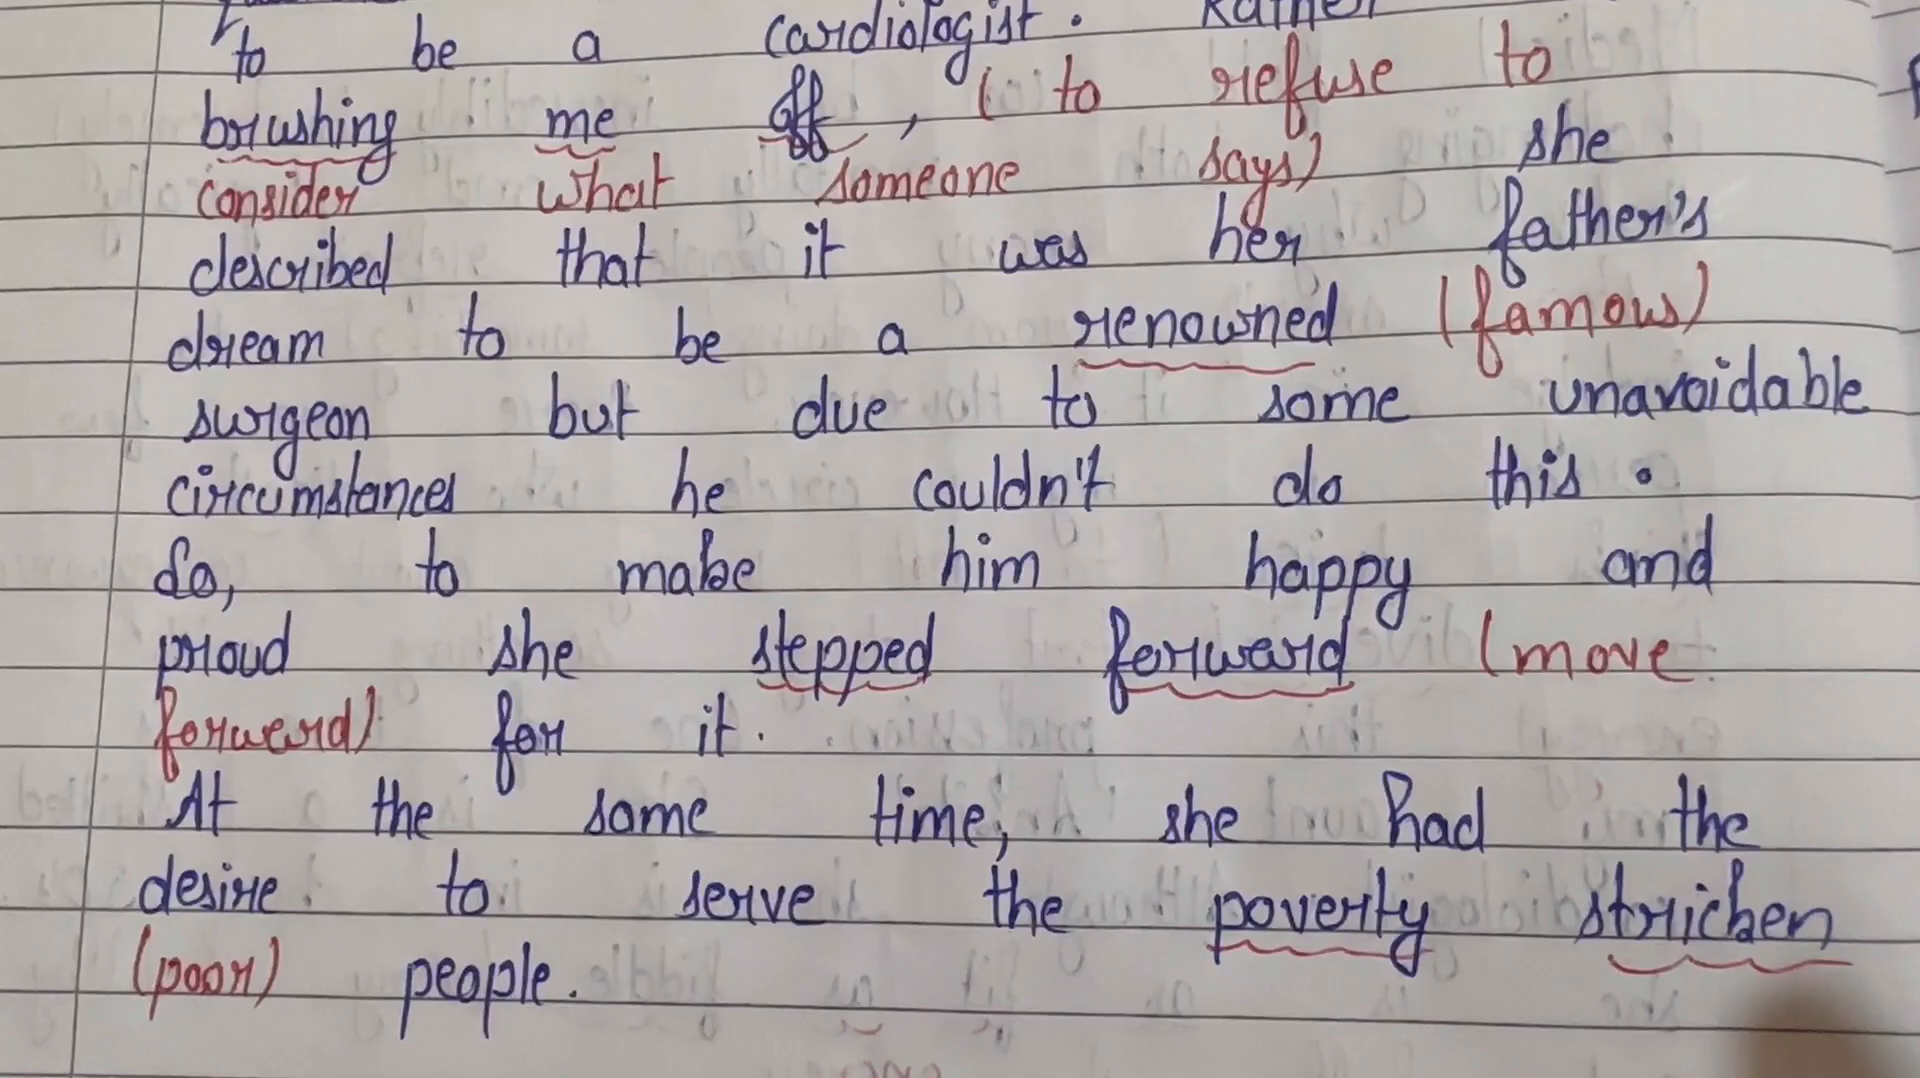 to be a cardiologist. Rather
brushing me off, (to refuse to
consider what someone says) she
described that it was her father's
dream to be a renowned (famous)
surgeon but due to some unavoidable
circumstances he couldn't do this.
So, to make him happy and
proud she stepped forward (move
forward) for it.
At the same time, she had the
desire to serve the poverty stricken
(poor) people.